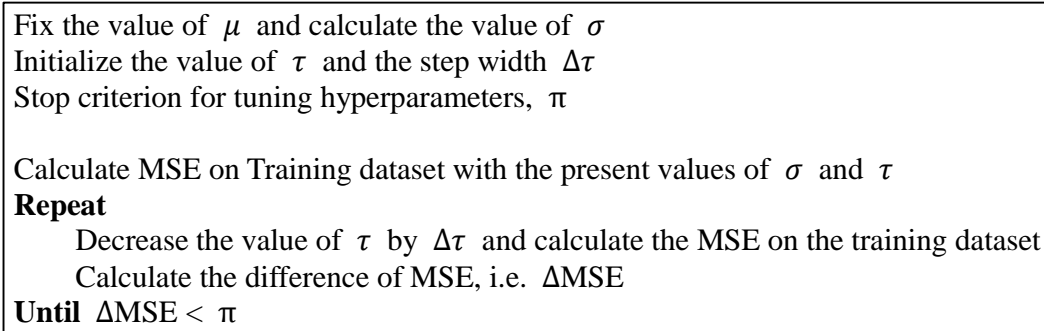 Fix the value of 𝜇 and calculate the value of 𝜎
Initialize the value of 𝜏 and the step width Δ𝜏
Stop criterion for tuning hyperparameters, π
Calculate MSE on Training dataset with the present values of 𝜎 and 𝜏
Repeat
Decrease the value of 𝜏 by Δ𝜏 and calculate the MSE on the training dataset
Calculate the difference of MSE, i.e. ΔMSE
Until ΔMSE < π